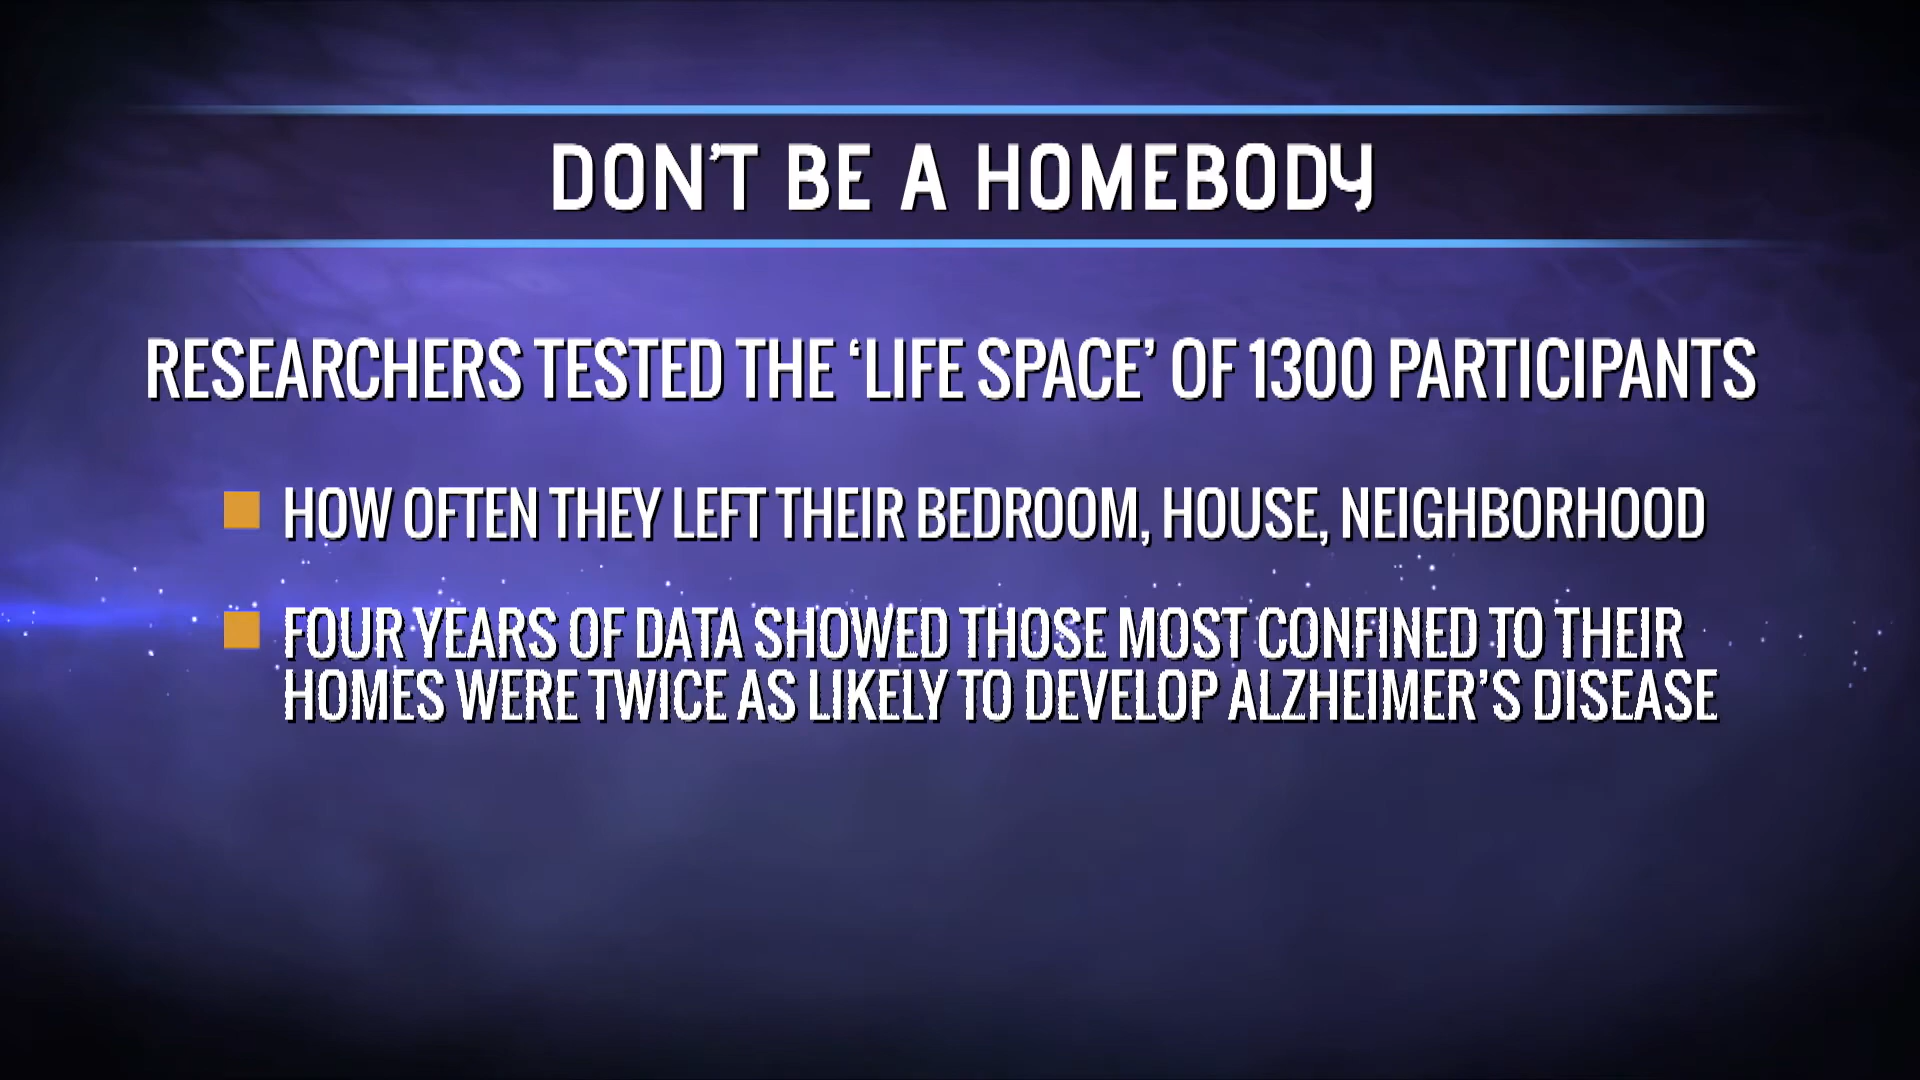 DON'T BE A HOMEBODY
RESEARCHERS TESTED THE ‘LIFE SPACE’ OF 1300 PARTICIPANTS
HOW OFTEN THEY LEFT THEIR BEDROOM, HOUSE, NEIGHBORHOOD
FOUR YEARS OF DATA SHOWED THOSE MOST CONFINED TO THEIR
HOMES WERE TWICE AS LIKELY TO DEVELOP ALZHEIMER’S DISEASE